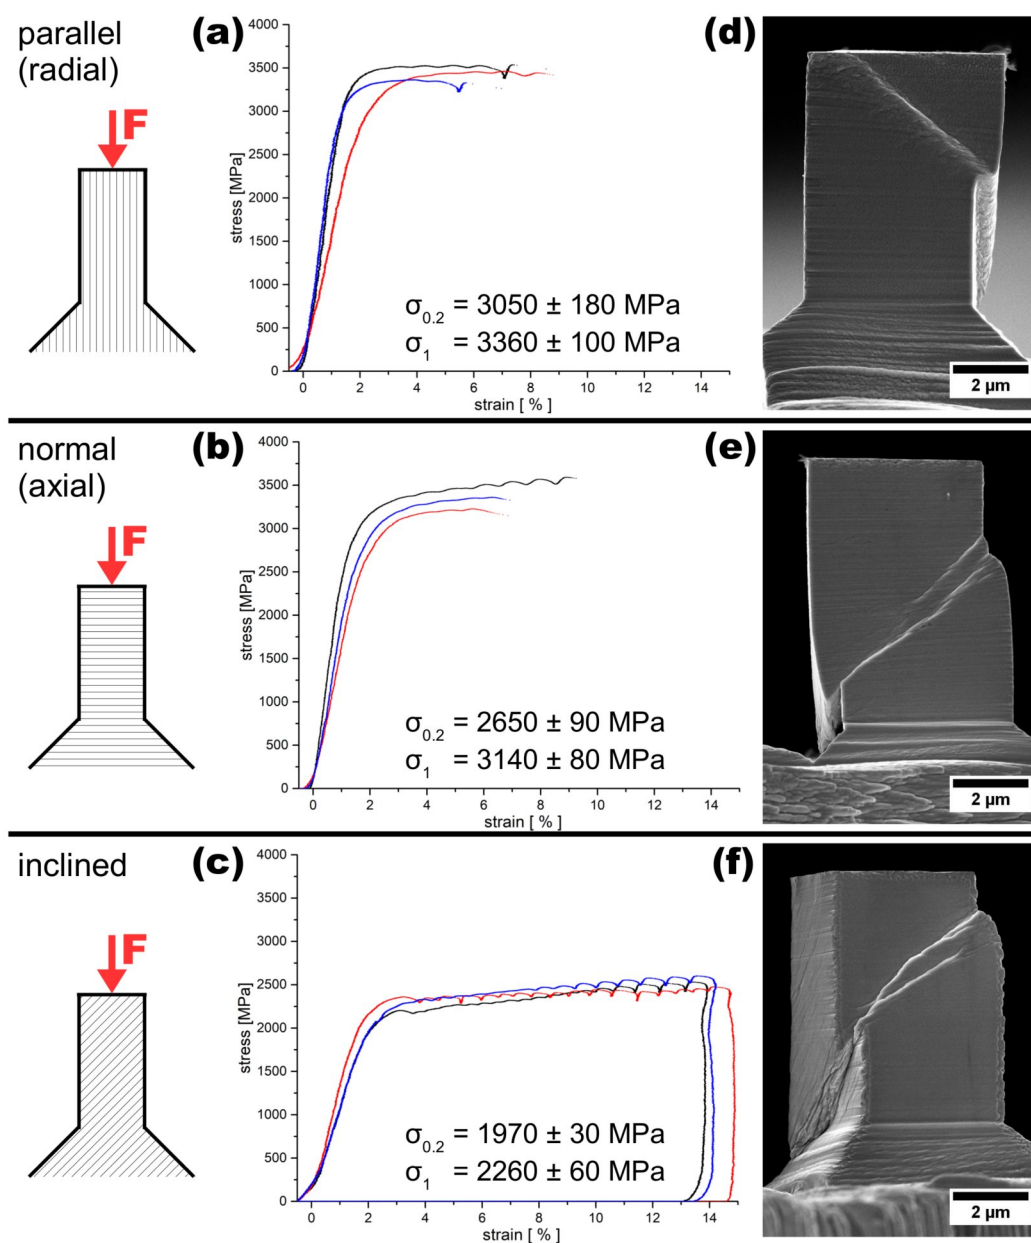 parallel
(radial)
F
(a)
4000
3500
3000
2500
2000
1500
1000
500
0
stress [MPa]
σ0.2 = 3050 ± 180 MPa
σ1 = 3360 ± 100 MPa
0 2 4 6 8 10 12 14
strain [ % ]
(d)
2 µm
normal
(axial)
F
(b)
4000
3500
3000
2500
2000
1500
1000
500
0
stress [MPa]
σ0.2 = 2650 ± 90 MPa
σ1 = 3140 ± 80 MPa
0 2 4 6 8 10 12 14
strain [ % ]
(e)
2 µm
inclined
F
(c)
4000
3500
3000
2500
2000
1500
1000
500
0
stress [MPa]
σ0.2 = 1970 ± 30 MPa
σ1 = 2260 ± 60 MPa
0 2 4 6 8 10 12 14
strain [ % ]
(f)
2 µm